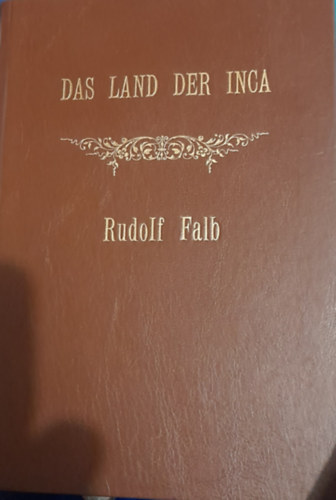 DAS LAND DER INCA
Rudolf Falb